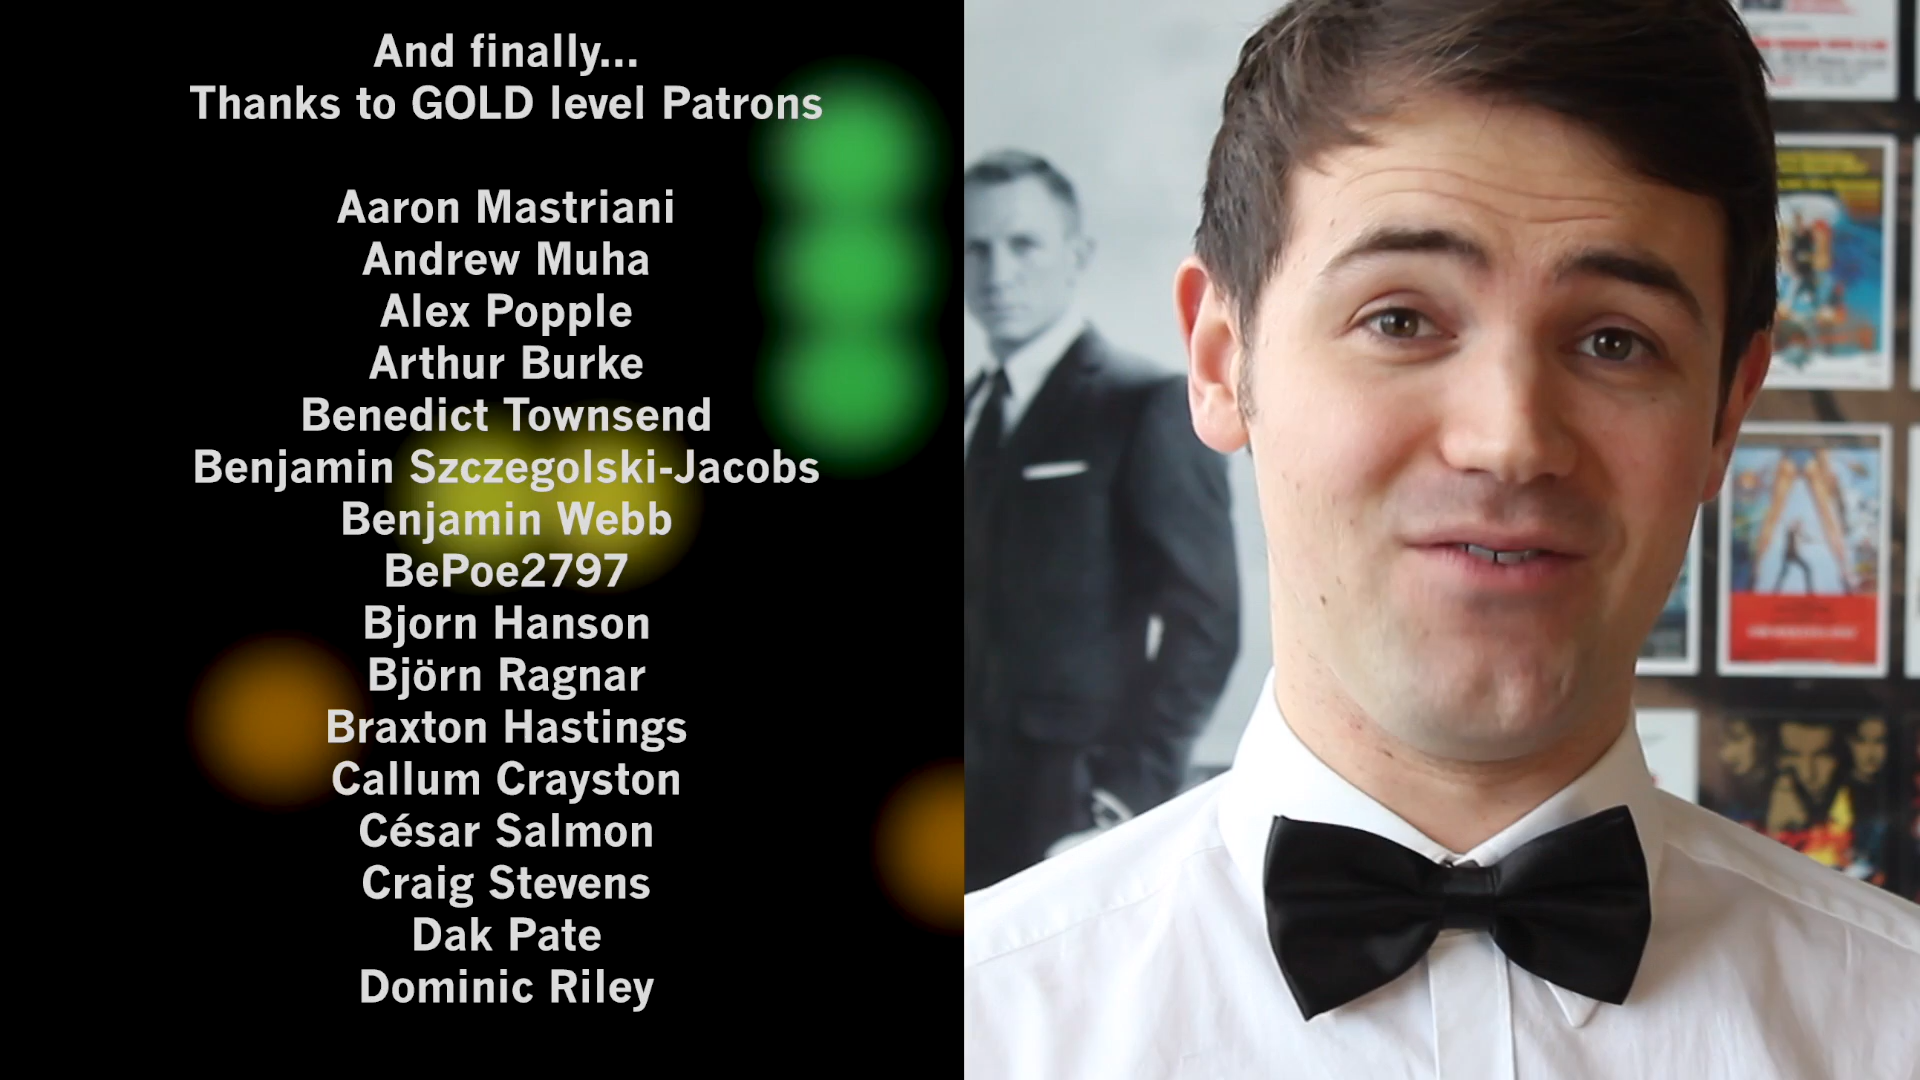 And finally...
Thanks to GOLD level Patrons
Aaron Mastriani
Andrew Muha
Alex Popple
Arthur Burke
Benedict Townsend
Benjamin Szczegolski-Jacobs
Benjamin Webb
BePoe2797
Bjorn Hanson
Björn Ragnar
Braxton Hastings
Callum Crayston
César Salmon
Craig Stevens
Dak Pate
Dominic Riley